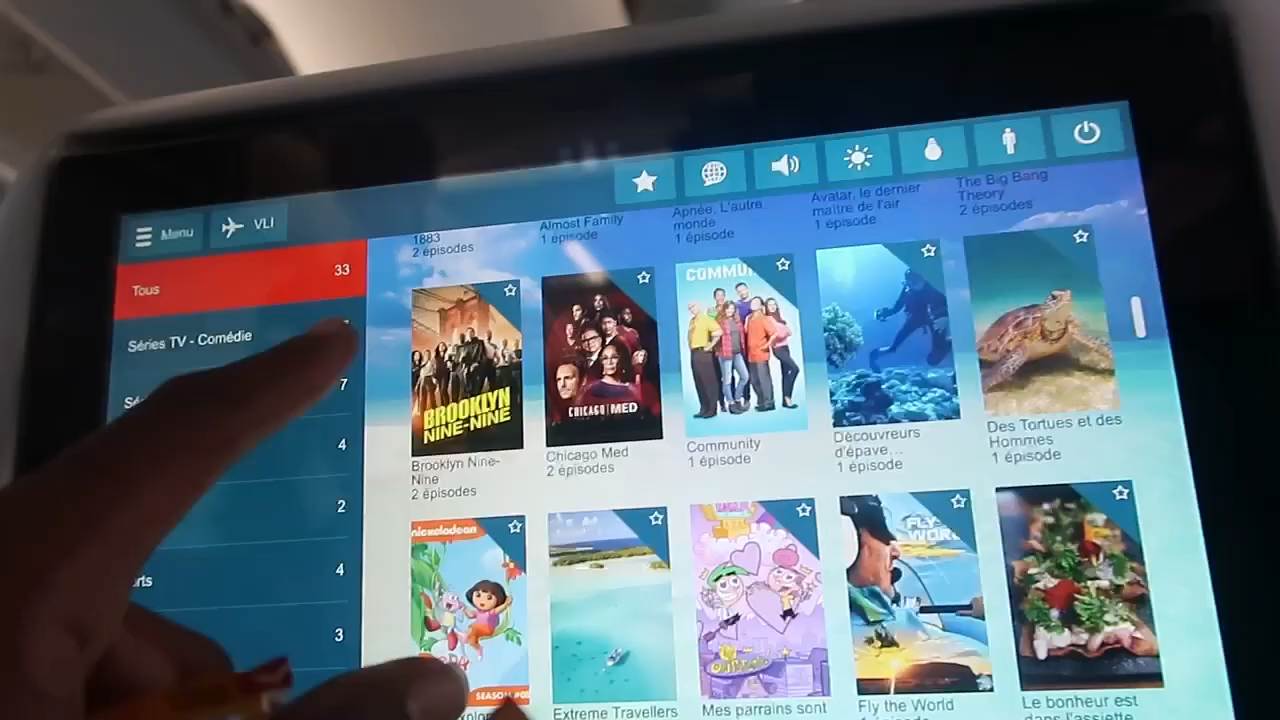 Menu
VLI
Tous
33
Séries TV - Comédie
7
4
2
4
3
1883
2 épisodes
Almost Family
1 épisode
Apnée, L'autre
monde
1 épisode
Avatar, le dernier
maître de l'air
1 épisode
The Big Bang
Theory
2 épisodes
BROOKLYN
NINE-NINE
Brooklyn Nine-
Nine
2 épisodes
CHICAGO MED
Chicago Med
2 épisodes
Community
1 épisode
Découvreurs
d'épave...
1 épisode
Des Tortues et des
Hommes
1 épisode
nickelodeon
Extreme Travellers
Mes parrains sont
FLY
WORL
Fly the World
Le bonheur est
dans l'assiette